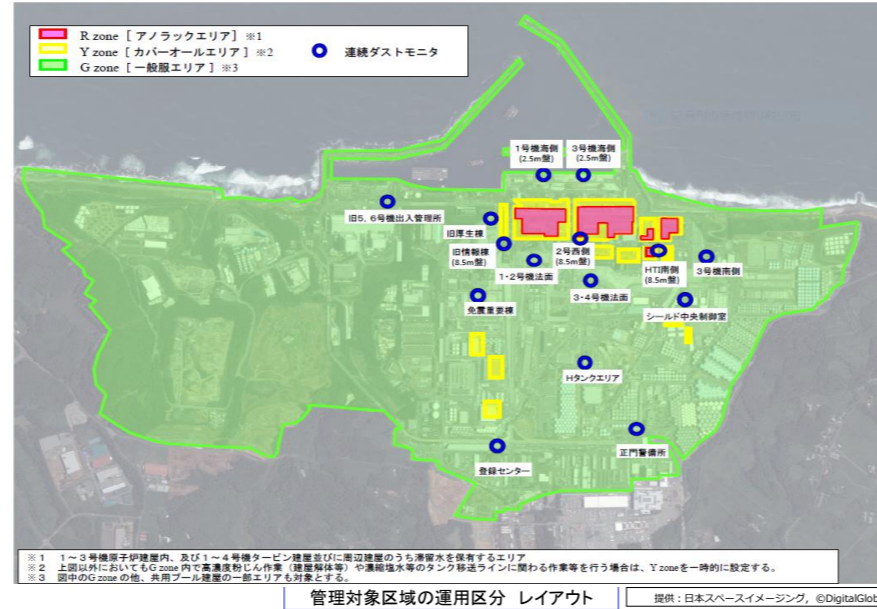 R zone [ アノラックエリア ] ※1
Y zone [ カバーオールエリア ] ※2
G zone [ 一般服エリア ] ※3
連続ダストモニタ
1号機海側
(2.5m盤)
3号機海側
(2.5m盤)
旧5，6号機出入管理所
旧厚生棟
旧情報棟
(8.5m盤)
2号西側
(8.5m盤)
1・2号機法面
HTI南側
(8.5m盤)
3号機南側
3・4号機法面
免震重要棟
シールド中央制御室
Hタンクエリア
正門警備所
登録センター
※1　1～3号機原子炉建屋内、及び1～4号機タービン建屋並びに周辺建屋のうち滞留水を保有するエリア
※2　上図以外においてもG zone 内で高濃度粉じん作業（建屋解体等）や濃縮塩水等のタンク移送ラインに関わる作業等を行う場合は、Y zoneを一時的に設定する。
※3　図中のG zone の他、共用プール建屋の一部エリアも対象とする。
管理対象区域の運用区分 レイアウト
提供：日本スペースイメージング，©DigitalGlob